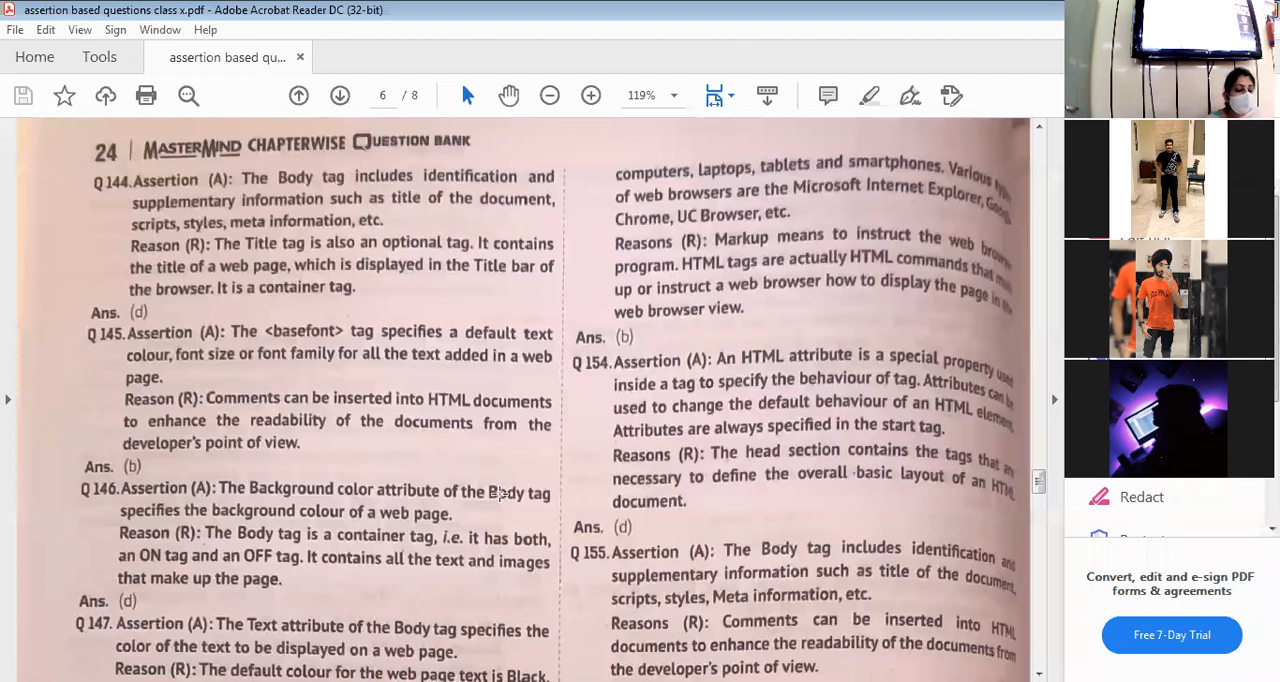 assertion based questions class x.pdf - Adobe Acrobat Reader DC (32-bit)
File Edit View Sign Window Help
Home Tools assertion based qu... ×
6 / 8 119%
24 | MASTERMIND CHAPTERWISE QUESTION BANK
Q 144. Assertion (A): The Body tag includes identification and
supplementary information such as title of the document,
scripts, styles, meta information, etc.
Reason (R): The Title tag is also an optional tag. It contains
the title of a web page, which is displayed in the Title bar of
the browser. It is a container tag.
Ans. (d)
Q 145. Assertion (A): The <basefont> tag specifies a default text
colour, font size or font family for all the text added in a web
page.
Reason (R): Comments can be inserted into HTML documents
to enhance the readability of the documents from the
developer's point of view.
Ans. (b)
Q 146. Assertion (A): The Background color attribute of the Body tag
specifies the background colour of a web page.
Reason (R): The Body tag is a container tag, i.e. it has both,
an ON tag and an OFF tag. It contains all the text and images
that make up the page.
Ans. (d)
Q 147. Assertion (A): The Text attribute of the Body tag specifies the
color of the text to be displayed on a web page.
Reason (R): The default colour for the web page text is Black.
computers, laptops, tablets and smartphones. Various
of web browsers are the Microsoft Internet Explorer,
Chrome, UC Browser, etc.
Reasons (R): Markup means to instruct the web
program. HTML tags are actually HTML commands that
up or instruct a web browser how to display the page in
web browser view.
Ans. (b)
Q 154. Assertion (A): An HTML attribute is a special property used
inside a tag to specify the behaviour of tag. Attributes can be
used to change the default behaviour of an HTML
Attributes are always specified in the start tag.
Reasons (R): The head section contains the tags that
necessary to define the overall basic layout of an HTML
document.
Ans. (d)
Q 155. Assertion (A): The Body tag includes identification and
supplementary information such as title of the document,
scripts, styles, Meta information, etc.
Reasons (R): Comments can be inserted into HTML
documents to enhance the readability of the documents from
the developer's point of view.
Redact
Convert, edit and e-sign PDF
forms & agreements
Free 7-Day Trial